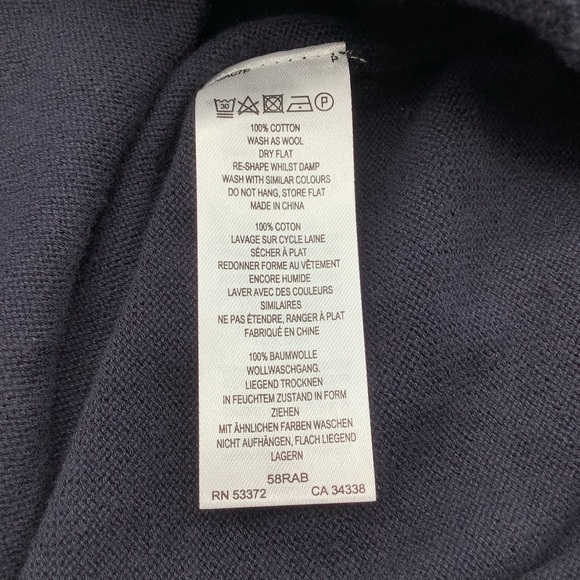 30 P
100% COTTON
WASH AS WOOL
DRY FLAT
RE-SHAPE WHILST DAMP
WASH WITH SIMILAR COLOURS
DO NOT HANG, STORE FLAT
MADE IN CHINA
100% COTON
LAVAGE SUR CYCLE LAINE
SÉCHER À PLAT
REDONNER FORME AU VÊTEMENT
ENCORE HUMIDE
LAVER AVEC DES COULEURS
SIMILAIRES
NE PAS ÉTENDRE, RANGER À PLAT
FABRIQUÉ EN CHINE
100% BAUMWOLLE
WOLLWASCHGANG.
LIEGEND TROCKNEN
IN FEUCHTEM ZUSTAND IN FORM
ZIEHEN
MIT ÄHNLICHEN FARBEN WASCHEN
NICHT AUFHÄNGEN, FLACH LIEGEND
LAGERN
58RAB
RN 53372 CA 34338